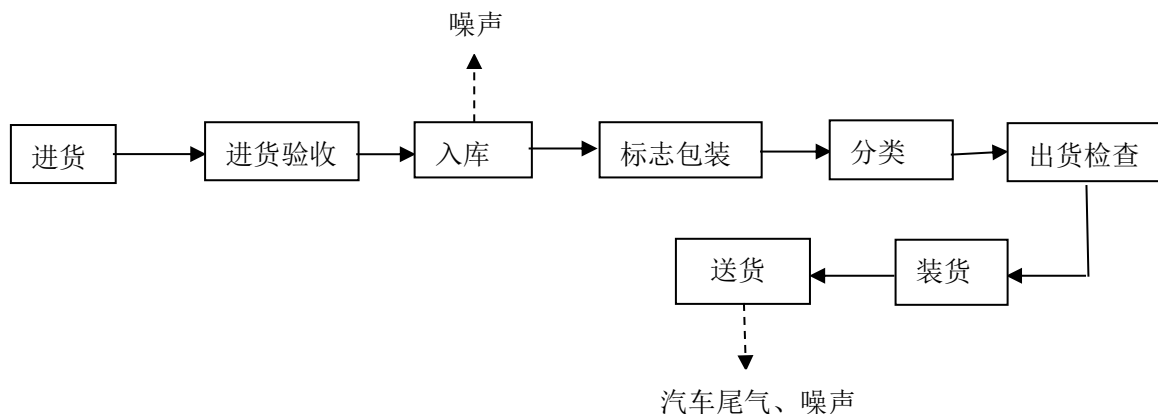 噪声
进货
进货验收
入库
标志包装
分类
出货检查
送货
装货
汽车尾气、噪声